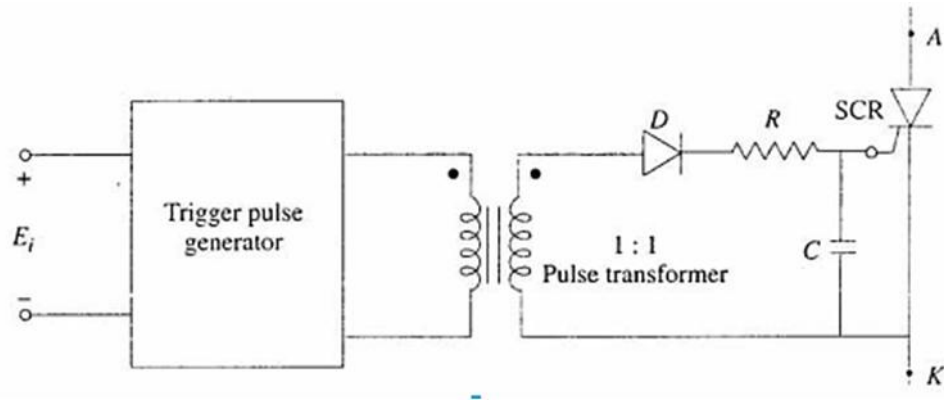 A
SCR
D
R
+
Trigger pulse
generator
E_i
1 : 1
C
Pulse transformer
–
K